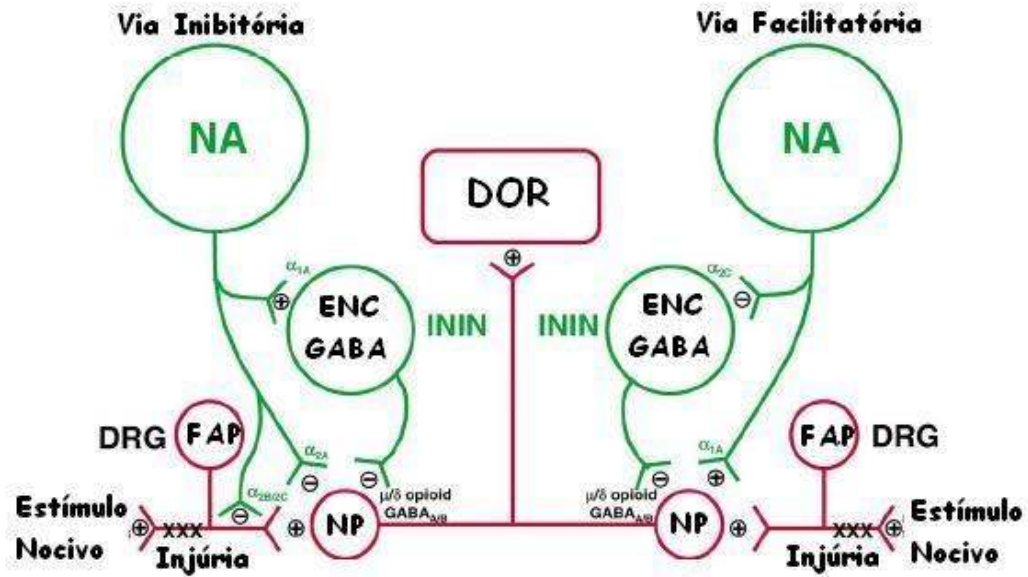 Via Inibitória
Via Facilitatória
NA
NA
DOR
α1A
α2C
ENC
GABA
ININ
ININ
ENC
GABA
DRG
FAP
FAP
DRG
α2A
α1A
α2B/2C
μ/δ opioid
GABAA/B
μ/δ opioid
GABAA/B
Estímulo
Nocivo
xxx
Injúria
NP
NP
xxx
Injúria
Estímulo
Nocivo